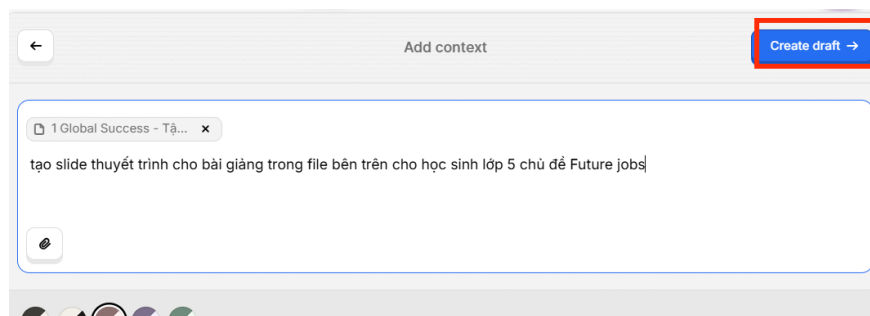 Add context
Create draft →
1 Global Success - Tậ...
tạo slide thuyết trình cho bài giảng trong file bên trên cho học sinh lớp 5 chủ đề Future jobs